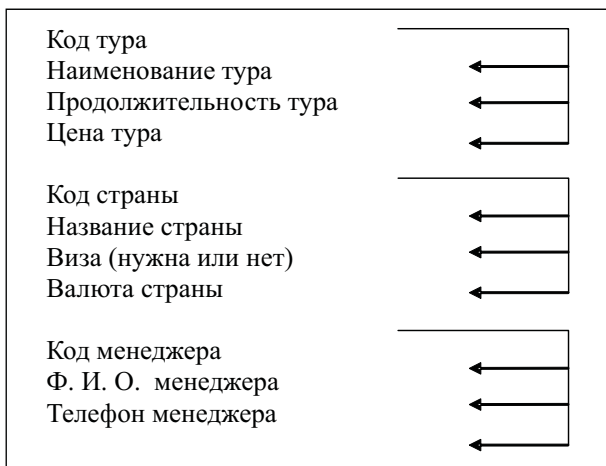 Код тура
Наименование тура
Продолжительность тура
Цена тура
Код страны
Название страны
Виза (нужна или нет)
Валюта страны
Код менеджера
Ф. И. О. менеджера
Телефон менеджера